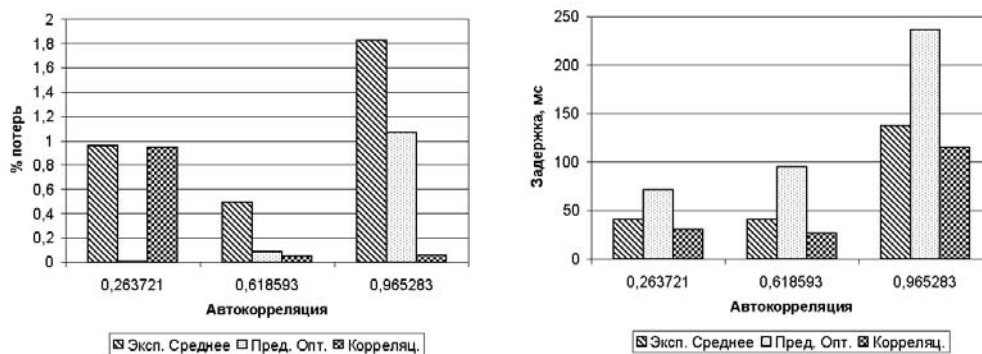 % потерь
2
1,8
1,6
1,4
1,2
1
0,8
0,6
0,4
0,2
0
0,263721 0,618593 0,965283
Автокорреляция
Эксп. Среднее Пред. Опт. Корреляц.
Задержка, мс
250
200
150
100
50
0
0,263721 0,618593 0,965283
Автокорреляция
Эксп. Среднее Пред. Опт. Корреляц.